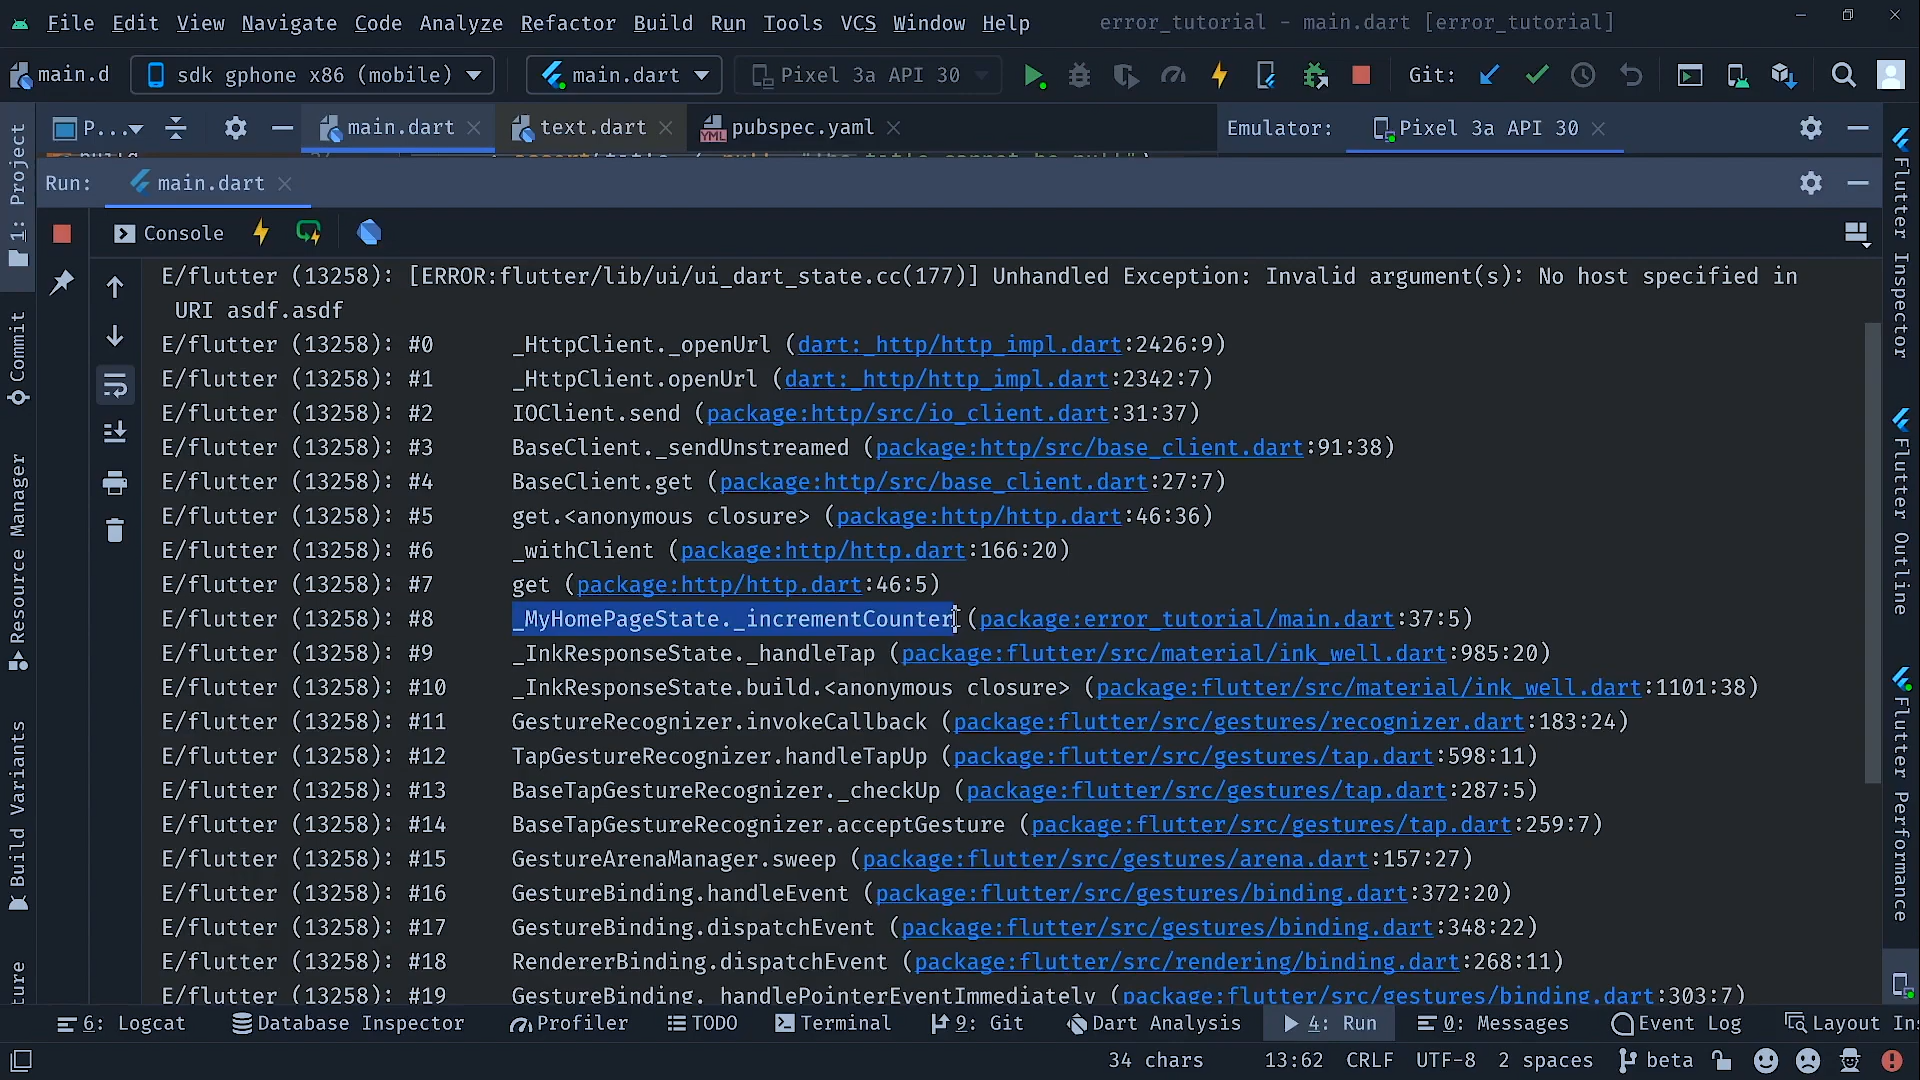 File Edit View Navigate Code Analyze Refactor Build Run Tools VCS Window Help error_tutorial - main.dart [error_tutorial]
main.d sdk gphone x86 (mobile) main.dart Pixel 3a API 30 Git:
P... main.dart text.dart pubspec.yaml Emulator: Pixel 3a API 30
Run: main.dart
Console
E/flutter (13258): [ERROR:flutter/lib/ui/ui_dart_state.cc(177)] Unhandled Exception: Invalid argument(s): No host specified in
URI asdf.asdf
E/flutter (13258): #0 _HttpClient._openUrl (dart:_http/http_impl.dart:2426:9)
E/flutter (13258): #1 _HttpClient.openUrl (dart:_http/http_impl.dart:2342:7)
E/flutter (13258): #2 IOClient.send (package:http/src/io_client.dart:31:37)
E/flutter (13258): #3 BaseClient._sendUnstreamed (package:http/src/base_client.dart:91:38)
E/flutter (13258): #4 BaseClient.get (package:http/src/base_client.dart:27:7)
E/flutter (13258): #5 get.<anonymous closure> (package:http/http.dart:46:36)
E/flutter (13258): #6 _withClient (package:http/http.dart:166:20)
E/flutter (13258): #7 get (package:http/http.dart:46:5)
E/flutter (13258): #8 _MyHomePageState._incrementCounter (package:error_tutorial/main.dart:37:5)
E/flutter (13258): #9 _InkResponseState._handleTap (package:flutter/src/material/ink_well.dart:985:20)
E/flutter (13258): #10 _InkResponseState.build.<anonymous closure> (package:flutter/src/material/ink_well.dart:1101:38)
E/flutter (13258): #11 GestureRecognizer.invokeCallback (package:flutter/src/gestures/recognizer.dart:183:24)
E/flutter (13258): #12 TapGestureRecognizer.handleTapUp (package:flutter/src/gestures/tap.dart:598:11)
E/flutter (13258): #13 BaseTapGestureRecognizer._checkUp (package:flutter/src/gestures/tap.dart:287:5)
E/flutter (13258): #14 BaseTapGestureRecognizer.acceptGesture (package:flutter/src/gestures/tap.dart:259:7)
E/flutter (13258): #15 GestureArenaManager.sweep (package:flutter/src/gestures/arena.dart:157:27)
E/flutter (13258): #16 GestureBinding.handleEvent (package:flutter/src/gestures/binding.dart:372:20)
E/flutter (13258): #17 GestureBinding.dispatchEvent (package:flutter/src/gestures/binding.dart:348:22)
E/flutter (13258): #18 RendererBinding.dispatchEvent (package:flutter/src/rendering/binding.dart:268:11)
E/flutter (13258): #19 GestureBinding._handlePointerEventImmediately (package:flutter/src/gestures/binding.dart:303:7)
6: Logcat Database Inspector Profiler TODO Terminal 9: Git Dart Analysis 4: Run 0: Messages Event Log Layout Ins
34 chars 13:62 CRLF UTF-8 2 spaces beta
1: Project
Commit
Resource Manager
Build Variants
ture
Flutter Inspector
Flutter Outline
Flutter Performance